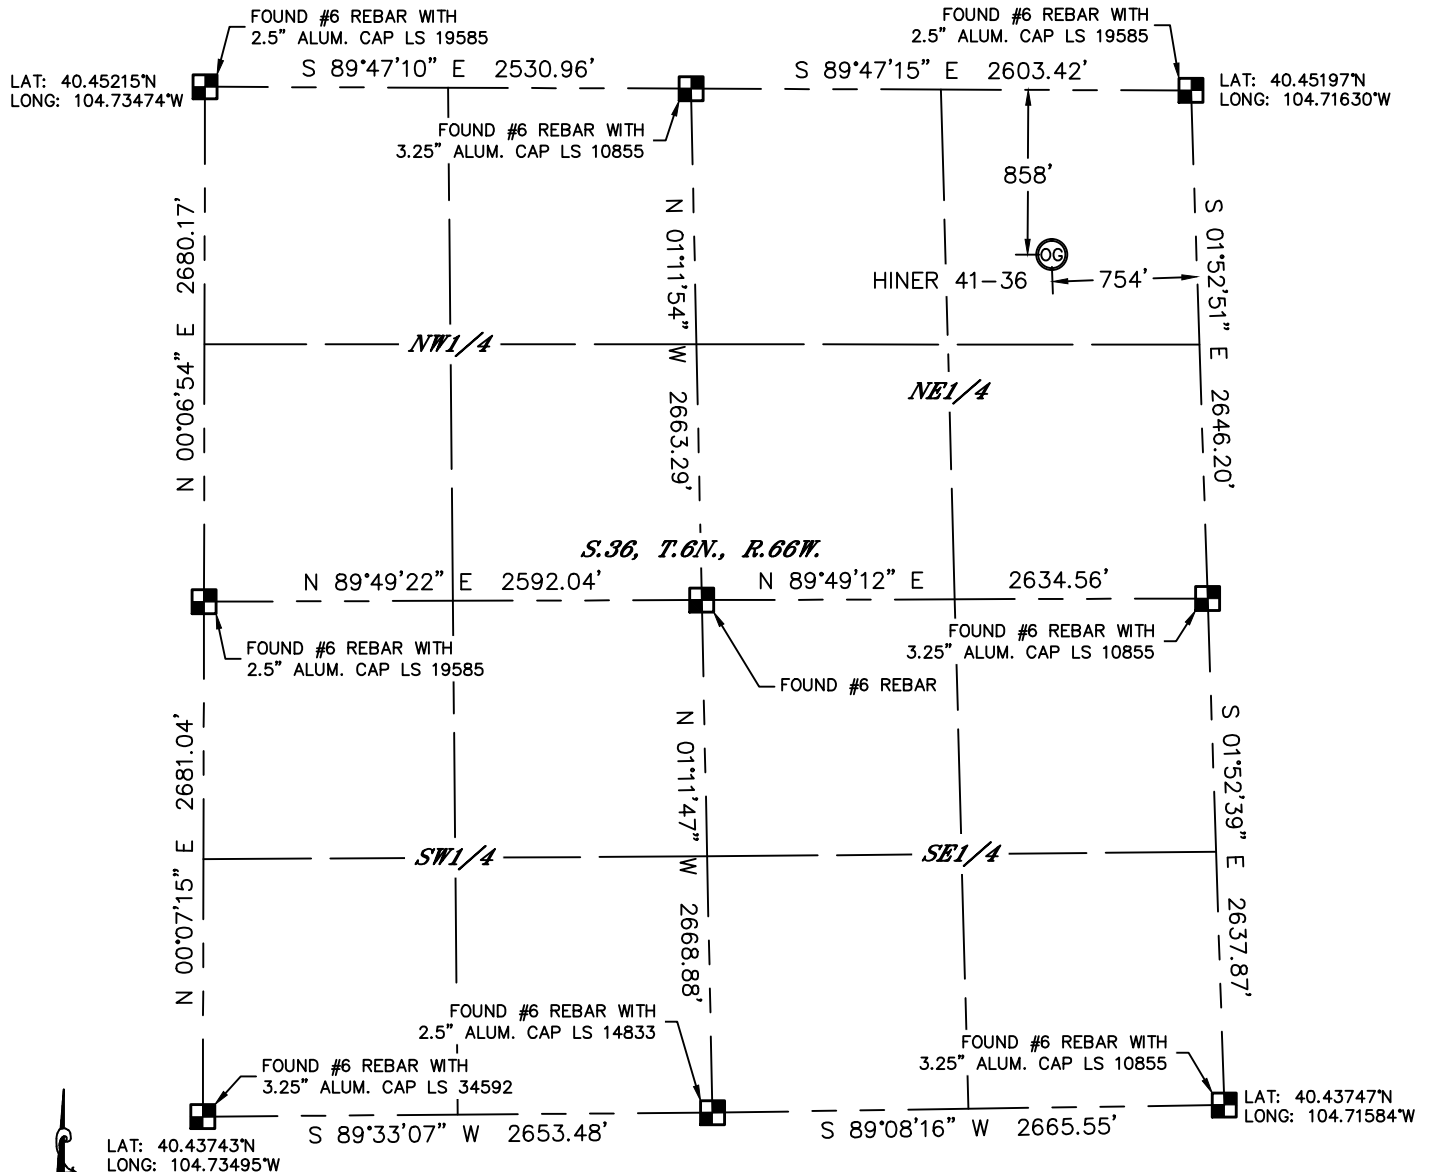 FOUND #6 REBAR WITH
2.5" ALUM. CAP LS 19585
FOUND #6 REBAR WITH
2.5" ALUM. CAP LS 19585
LAT: 40.45215°N
LONG: 104.73474°W
S 89°47'10" E 2530.96'
S 89°47'15" E 2603.42'
LAT: 40.45197°N
LONG: 104.71630°W
FOUND #6 REBAR WITH
3.25" ALUM. CAP LS 10855
858'
OG
HINER 41-36
754'
N 00°06'54" E 2680.17'
N 01°11'54" W 2663.29'
S 01°52'51" E 2646.20'
NW1/4
NE1/4
S.36, T.6N., R.66W.
N 89°49'22" E 2592.04'
N 89°49'12" E 2634.56'
FOUND #6 REBAR WITH
2.5" ALUM. CAP LS 19585
FOUND #6 REBAR
FOUND #6 REBAR WITH
3.25" ALUM. CAP LS 10855
N 00°07'15" E 2681.04'
N 01°11'47" W 2668.88'
S 01°52'39" E 2637.87'
SW1/4
SE1/4
FOUND #6 REBAR WITH
2.5" ALUM. CAP LS 14833
FOUND #6 REBAR WITH
3.25" ALUM. CAP LS 10855
FOUND #6 REBAR WITH
3.25" ALUM. CAP LS 34592
LAT: 40.43747°N
LONG: 104.71584°W
S 89°33'07" W 2653.48'
S 89°08'16" W 2665.55'
LAT: 40.43743°N
LONG: 104.73495°W